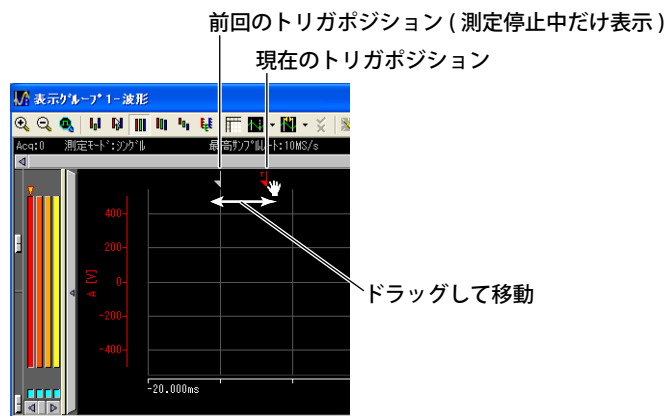 前回のトリガポジション ( 測定停止中だけ表示 )
現在のトリガポジション
表示グループ 1-波形
Acq:0 測定モード:シングル 最高サンプルレート:10MS/s
T
400
200
0
-200
-400
A [V]
ドラッグして移動
-20.000ms